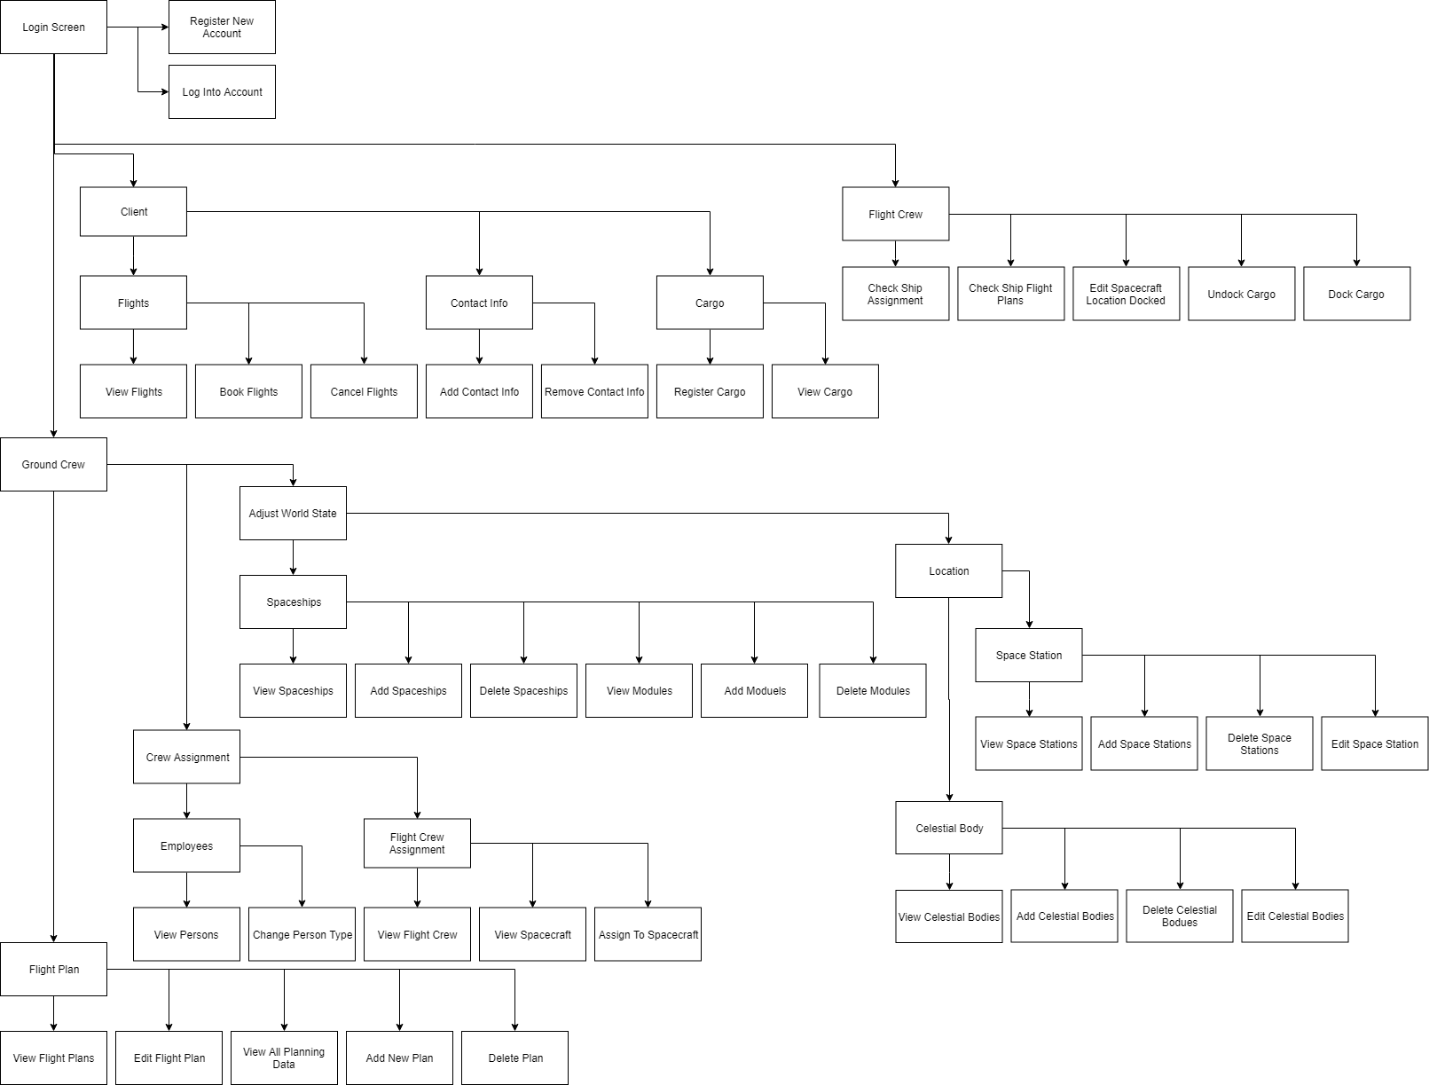 Login Screen
Register New
Account
Log Into Account
Client
Flight Crew
Flights
Contact Info
Cargo
Check Ship
Assignment
Check Ship Flight
Plans
Edit Spacecraft
Location Docked
Undock Cargo
Dock Cargo
View Flights
Book Flights
Cancel Flights
Add Contact Info
Remove Contact Info
Register Cargo
View Cargo
Ground Crew
Adjust World State
Location
Spaceships
Space Station
View Spaceships
Add Spaceships
Delete Spaceships
View Modules
Add Moduels
Delete Modules
View Space Stations
Add Space Stations
Delete Space
Stations
Edit Space Station
Crew Assignment
Celestial Body
Employees
Flight Crew
Assignment
View Celestial Bodies
Add Celestial Bodies
Delete Celestial
Bodues
Edit Celestial Bodies
View Persons
Change Person Type
View Flight Crew
View Spacecraft
Assign To Spacecraft
Flight Plan
View Flight Plans
Edit Flight Plan
View All Planning
Data
Add New Plan
Delete Plan